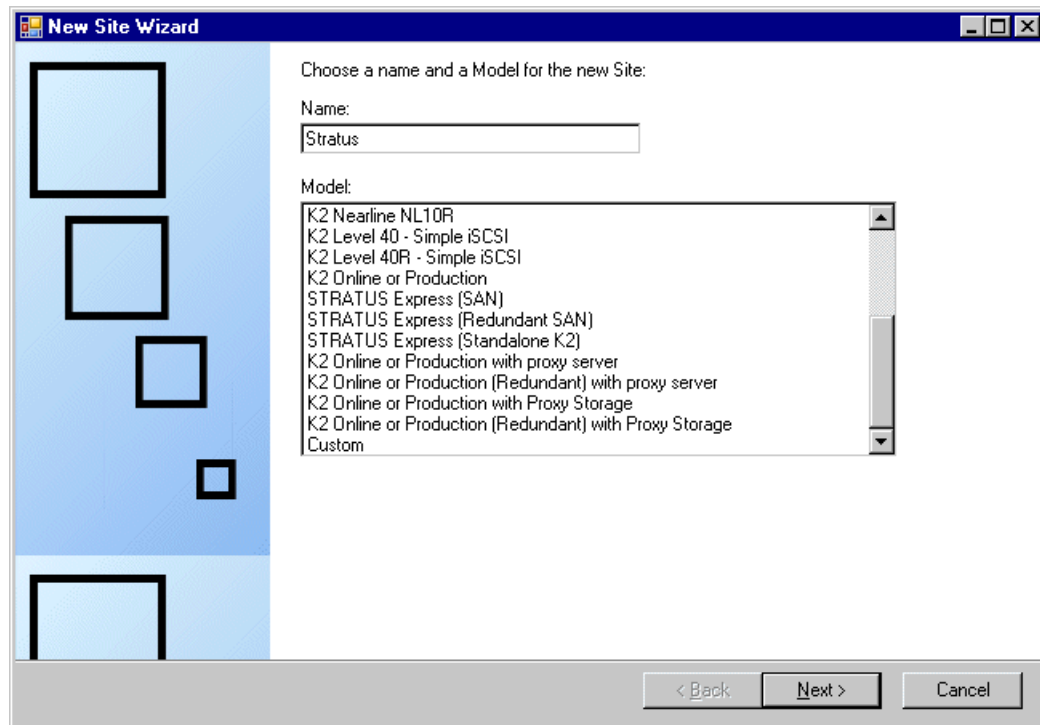 New Site Wizard
Choose a name and a Model for the new Site:
Name:
Stratus
Model:
K2 Nearline NL10R
K2 Level 40 - Simple iSCSI
K2 Level 40R - Simple iSCSI
K2 Online or Production
STRATUS Express (SAN)
STRATUS Express (Redundant SAN)
STRATUS Express (Standalone K2)
K2 Online or Production with proxy server
K2 Online or Production (Redundant) with proxy server
K2 Online or Production with Proxy Storage
K2 Online or Production (Redundant) with Proxy Storage
Custom
< Back
Next >
Cancel